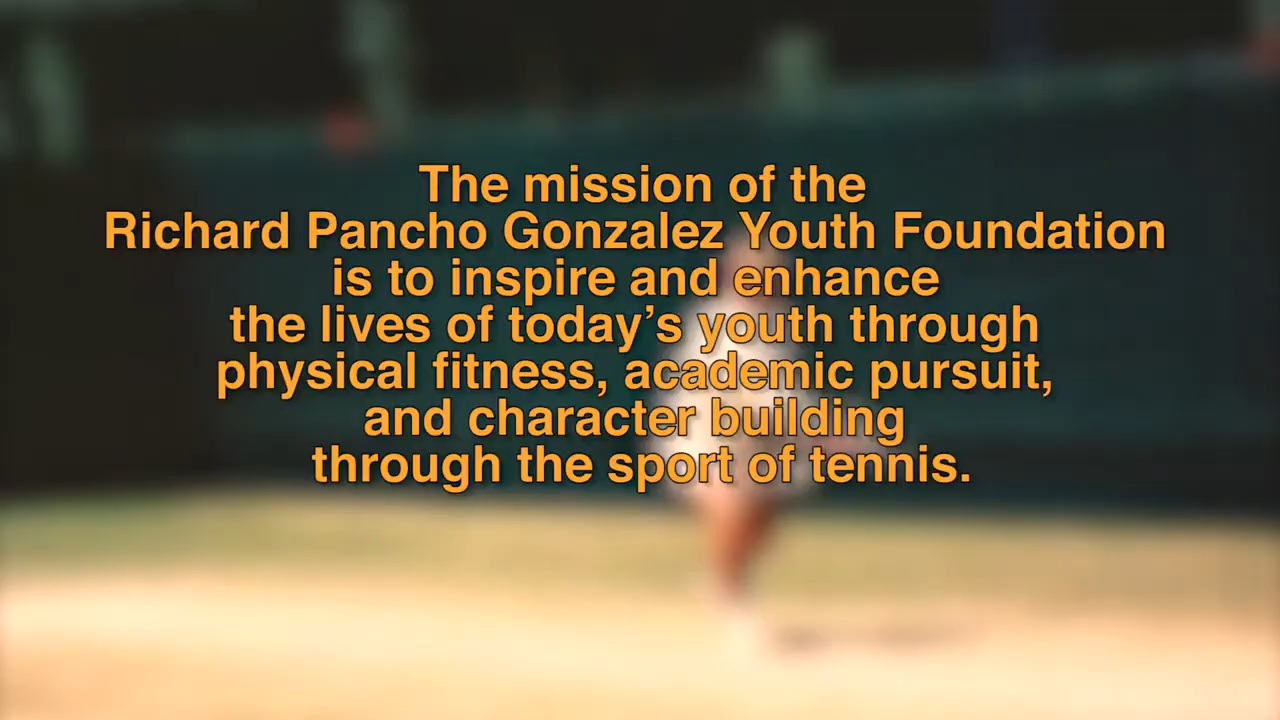 The mission of the
Richard Pancho Gonzalez Youth Foundation
is to inspire and enhance
the lives of today’s youth through
physical fitness, academic pursuit,
and character building
through the sport of tennis.